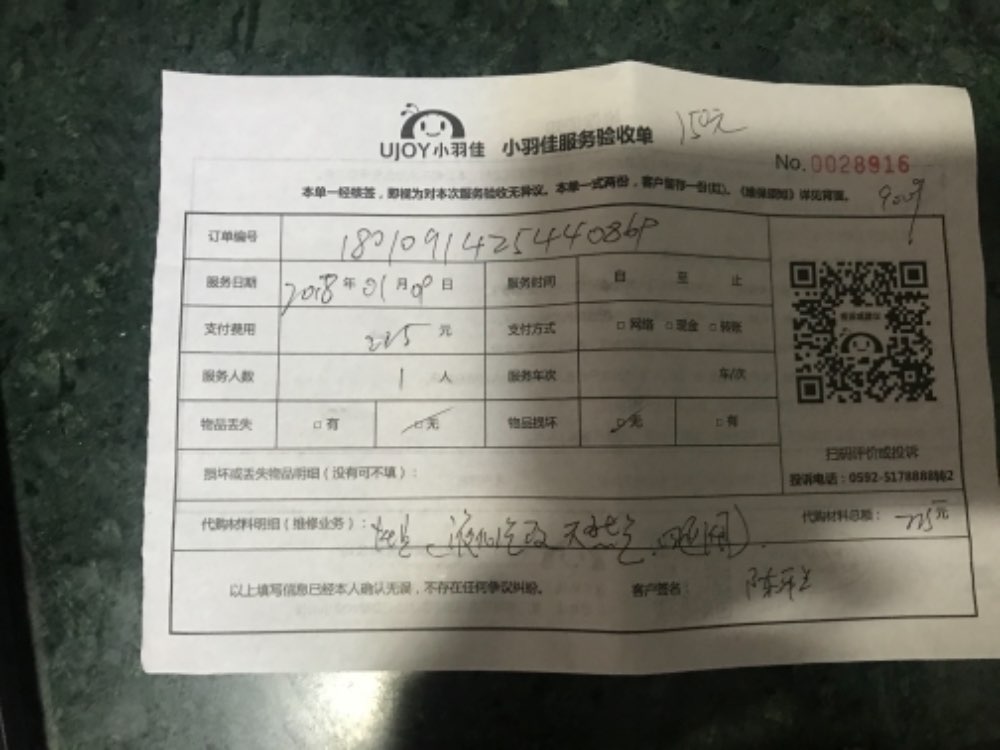 UJOY小羽佳 小羽佳服务验收单 150元
No.0028916
本单一经核签，即视为对本次服务验收无异议。本单一式两份，客户留存一份(红)。《维保须知》详见背面。
订单编号
服务日期 2018年01月09日 服务时间 自 至 止
支付费用 225元 支付方式 □网络 □现金 □转账
服务人数 1人 服务车次 车/次
物品丢失 □有 □无 物品损坏 □无 □有
损坏或丢失物品明细（没有可不填）：
扫码评价或投诉
投诉电话：0592-5178888
代购材料明细（维修业务）： 天然气 代购材料总额： 225元
以上填写信息已经本人确认无误，不存在任何争议纠纷。 客户签名：